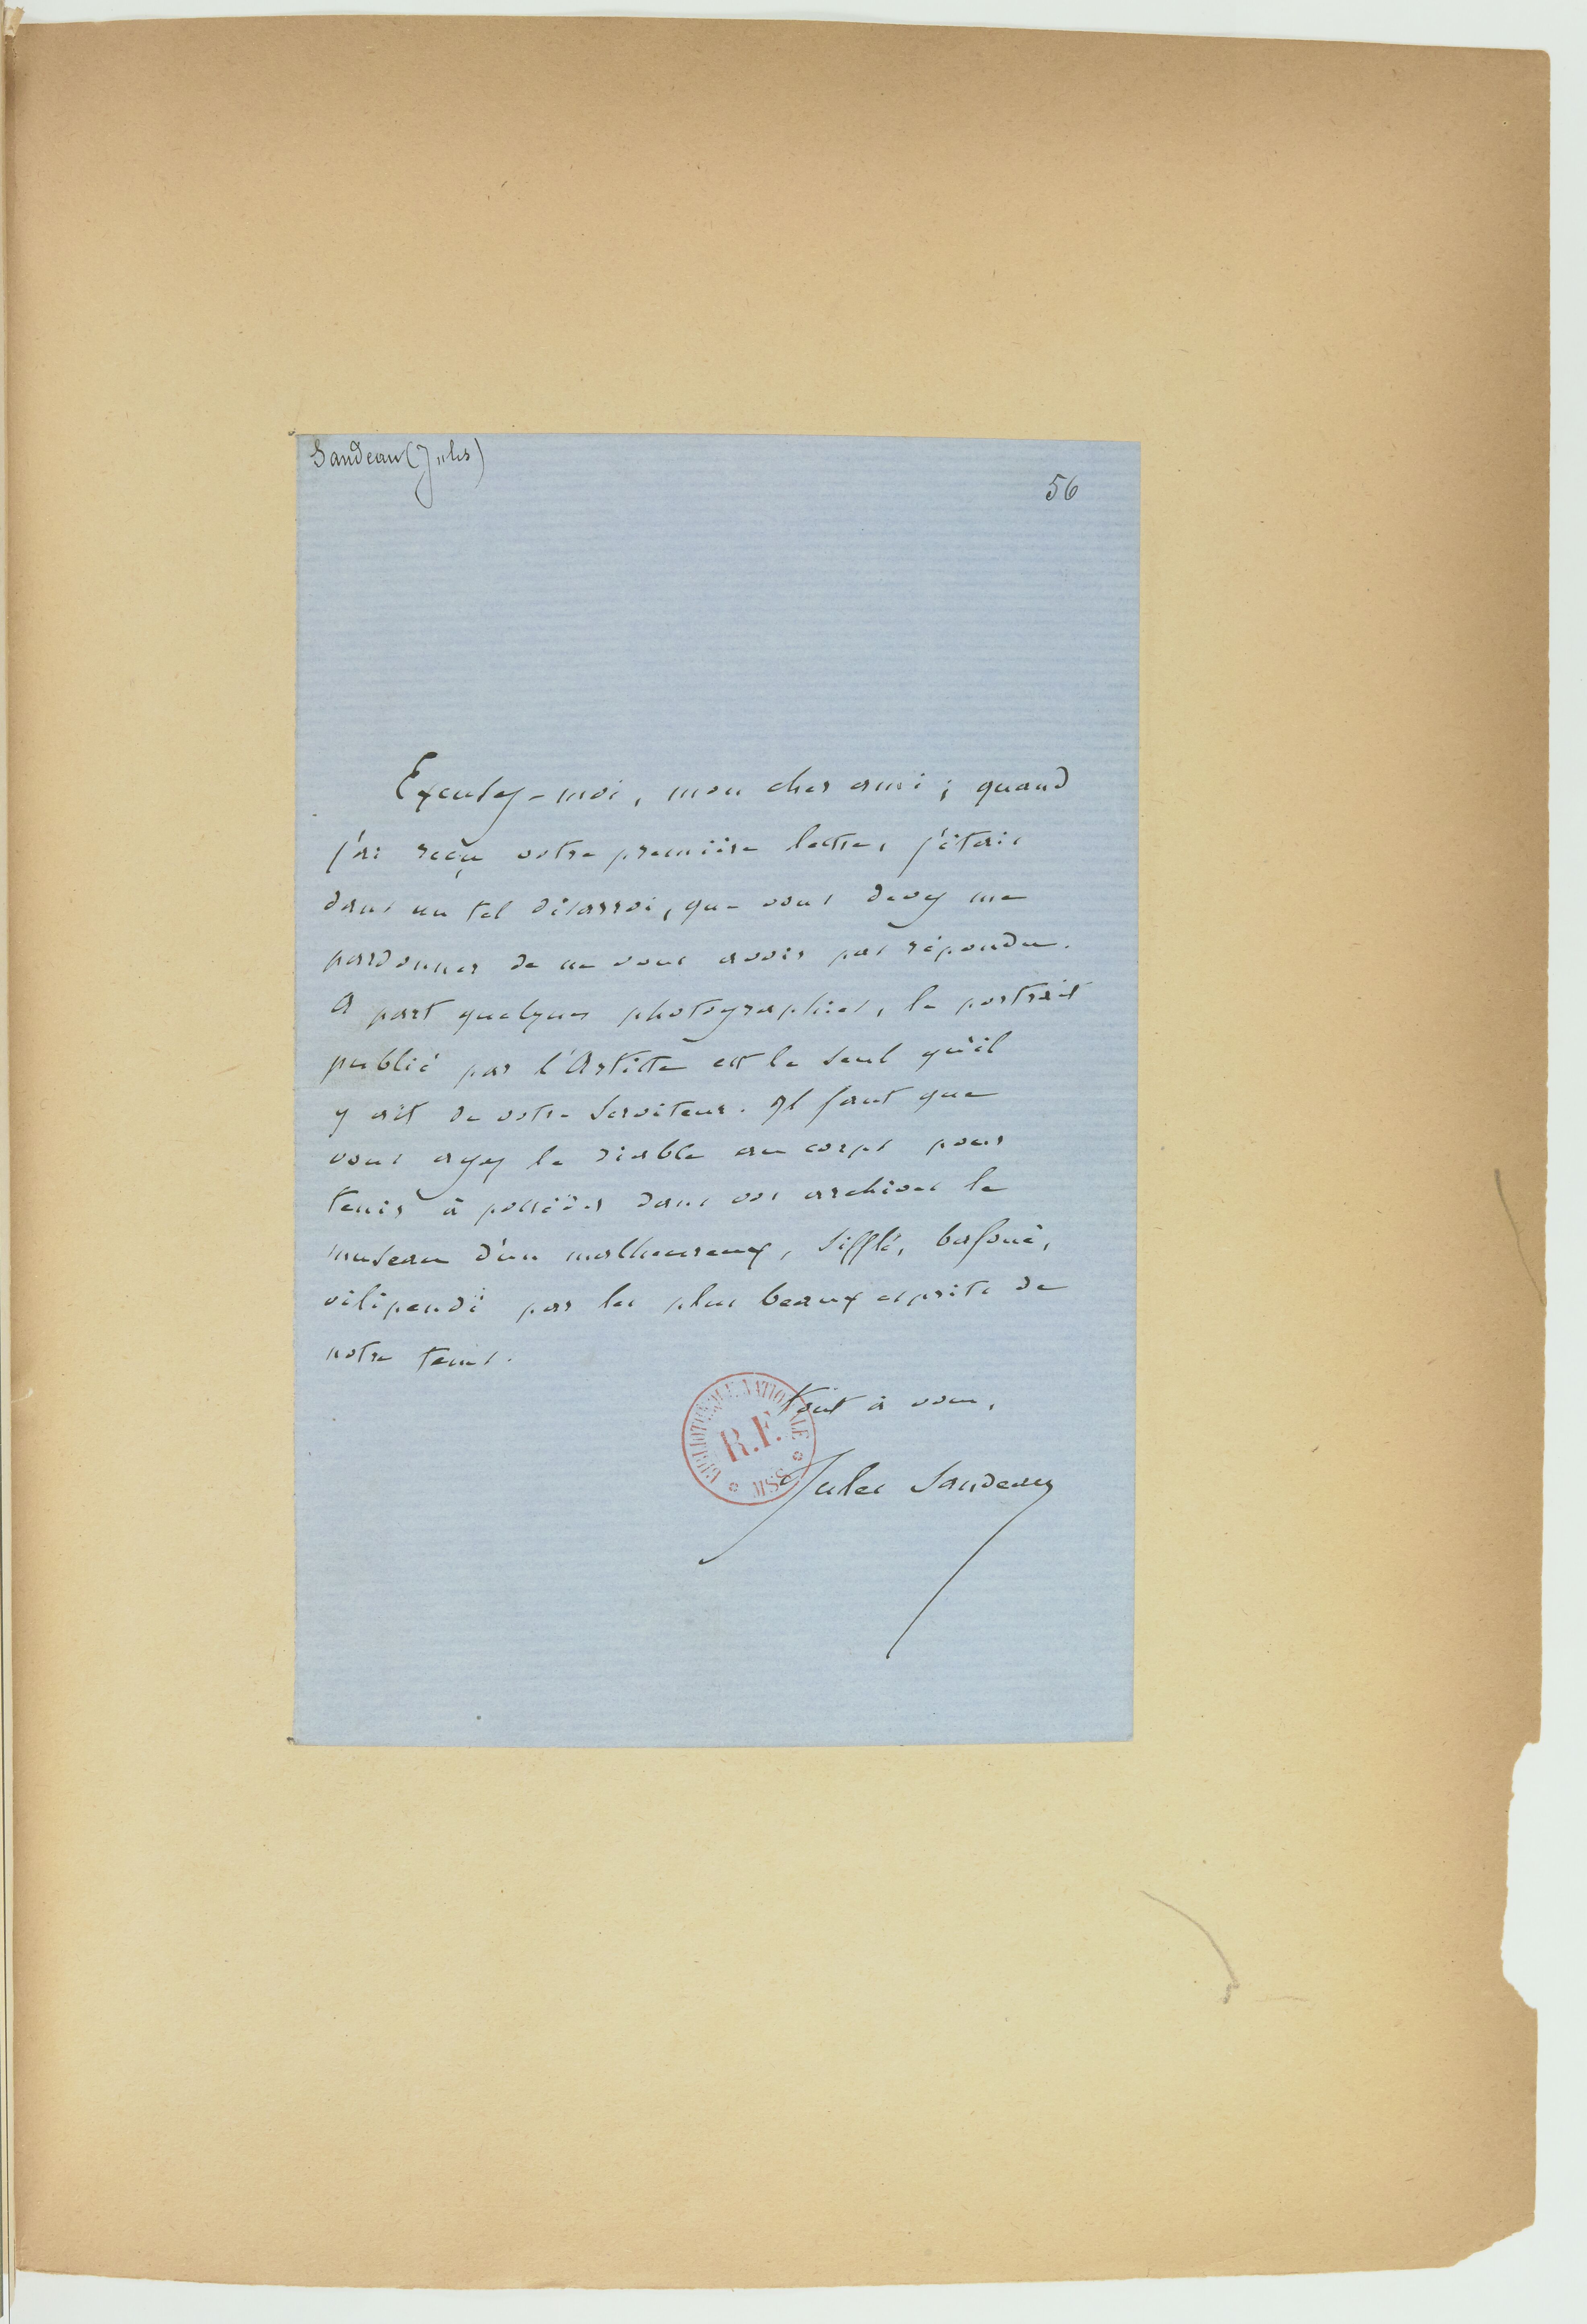 Sandeau (Jules)
56
Excusez-moi, mon cher ami ; quand
j'ai reçu votre première lettre, j'étais
dans un tel désarroi, que vous devez me
pardonner de ne vous avoir pas répondu.
A part quelques photographies, le portrait
publié par l'Artiste est le seul qu'il
y ait de votre serviteur. Il faut que
vous ayez le diable au corps pour
tenir à posséder dans vos archives le
museau d'un malheureux, sifflé, bafoué,
vilipendé par les plus beaux esprits de
notre tems.
Tout à vous,
Jules Sandeau
BIBLIOTHÈQUE NATIONALE
R.F.
MSS